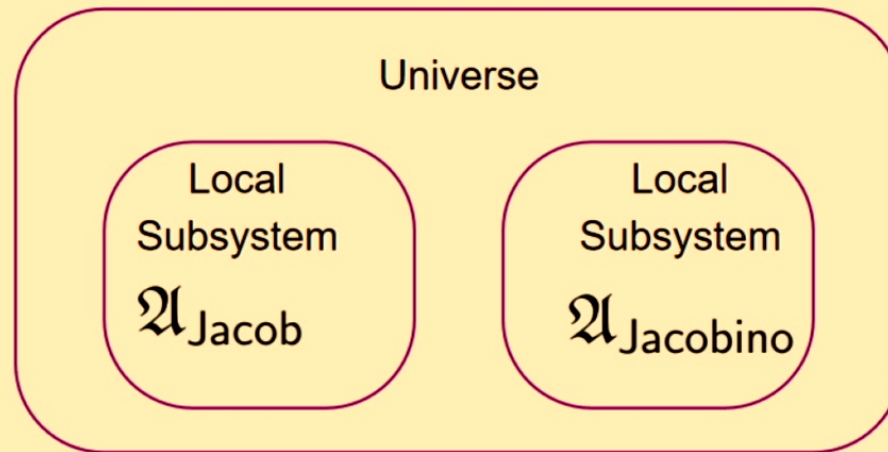 Universe
Local
Subsystem
𝔄Jacob
Local
Subsystem
𝔄Jacobino